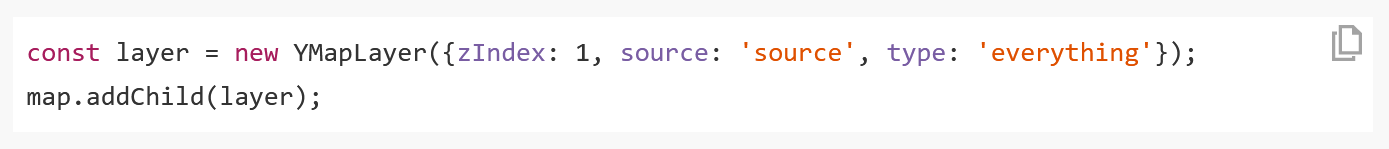 const layer = new YMapLayer({zIndex: 1, source: 'source', type: 'everything'});
map.addChild(layer);